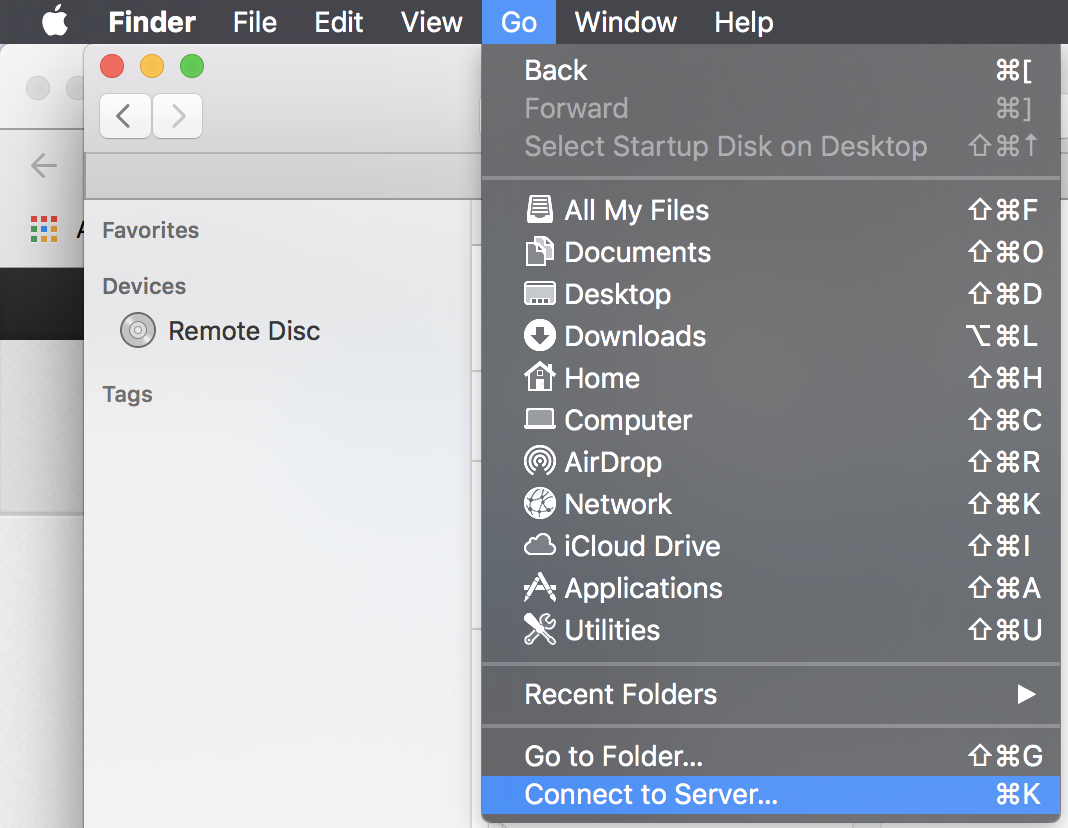 Finder File Edit View Go Window Help
Back ⌘[
Forward ⌘]
Select Startup Disk on Desktop ⇧⌘↑
All My Files ⇧⌘F
Documents ⇧⌘O
Desktop ⇧⌘D
Downloads ⌥⌘L
Home ⇧⌘H
Computer ⇧⌘C
AirDrop ⇧⌘R
Network ⇧⌘K
iCloud Drive ⇧⌘I
Applications ⇧⌘A
Utilities ⇧⌘U
Recent Folders ▶
Go to Folder... ⇧⌘G
Connect to Server... ⌘K
Favorites
Devices
Remote Disc
Tags